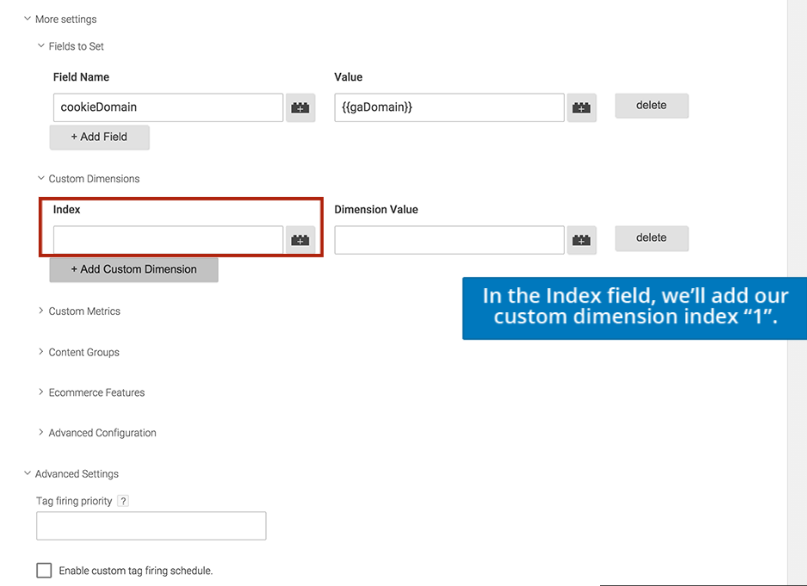 More settings
Fields to Set
Field Name Value
cookieDomain {{gaDomain}} delete
+ Add Field
Custom Dimensions
Index Dimension Value
delete
+ Add Custom Dimension
In the Index field, we’ll add our
custom dimension index “1”.
Custom Metrics
Content Groups
Ecommerce Features
Advanced Configuration
Advanced Settings
Tag firing priority ?
Enable custom tag firing schedule.